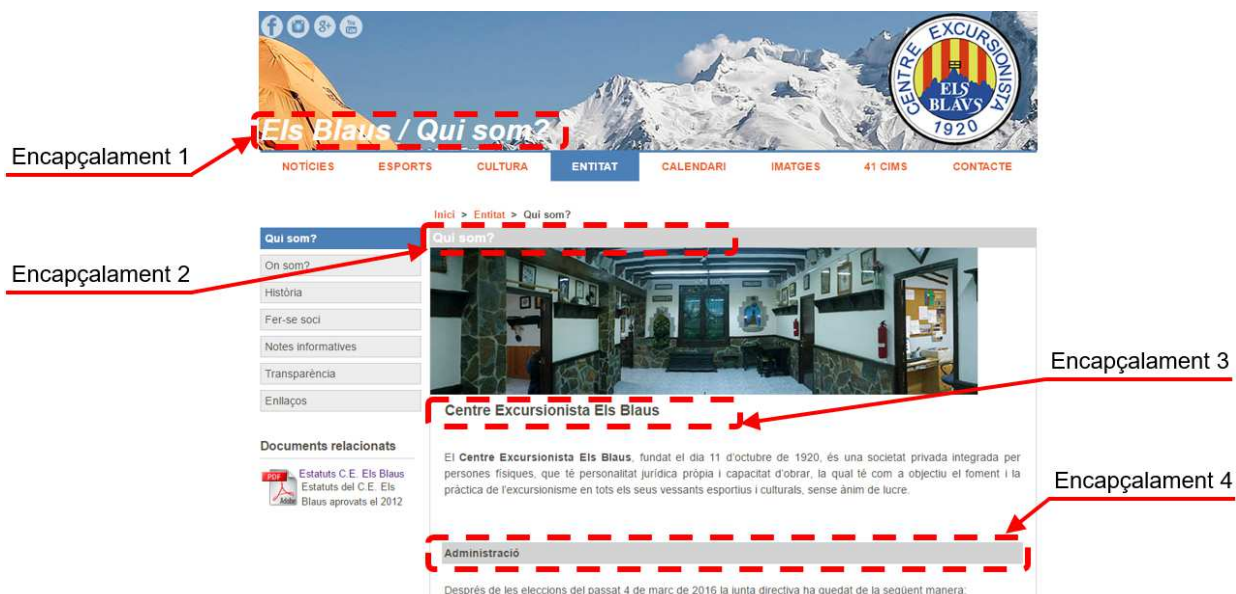 CENTRE EXCURSIONISTA
ELS
BLAUS
1920
Els Blaus / Qui som?
Encapçalament 1
NOTÍCIES ESPORTS CULTURA ENTITAT CALENDARI IMATGES 41 CIMS CONTACTE
Inici > Entitat > Qui som?
Qui som?
Qui som?
Encapçalament 2
On som?
Història
Fer-se soci
Notes informatives
Transparència
Enllaços
Documents relacionats
PDF
Adobe
Estatuts C.E. Els Blaus
Estatuts del C.E. Els
Blaus aprovats el 2012
Encapçalament 3
Centre Excursionista Els Blaus
El Centre Excursionista Els Blaus, fundat el dia 11 d'octubre de 1920, és una societat privada integrada per
persones físiques, que té personalitat jurídica pròpia i capacitat d'obrar, la qual té com a objectiu el foment i la
pràctica de l'excursionisme en tots els seus vessants esportius i culturals, sense ànim de lucre.
Encapçalament 4
Administració
Després de les eleccions del passat 4 de març de 2016 la junta directiva ha quedat de la següent manera: